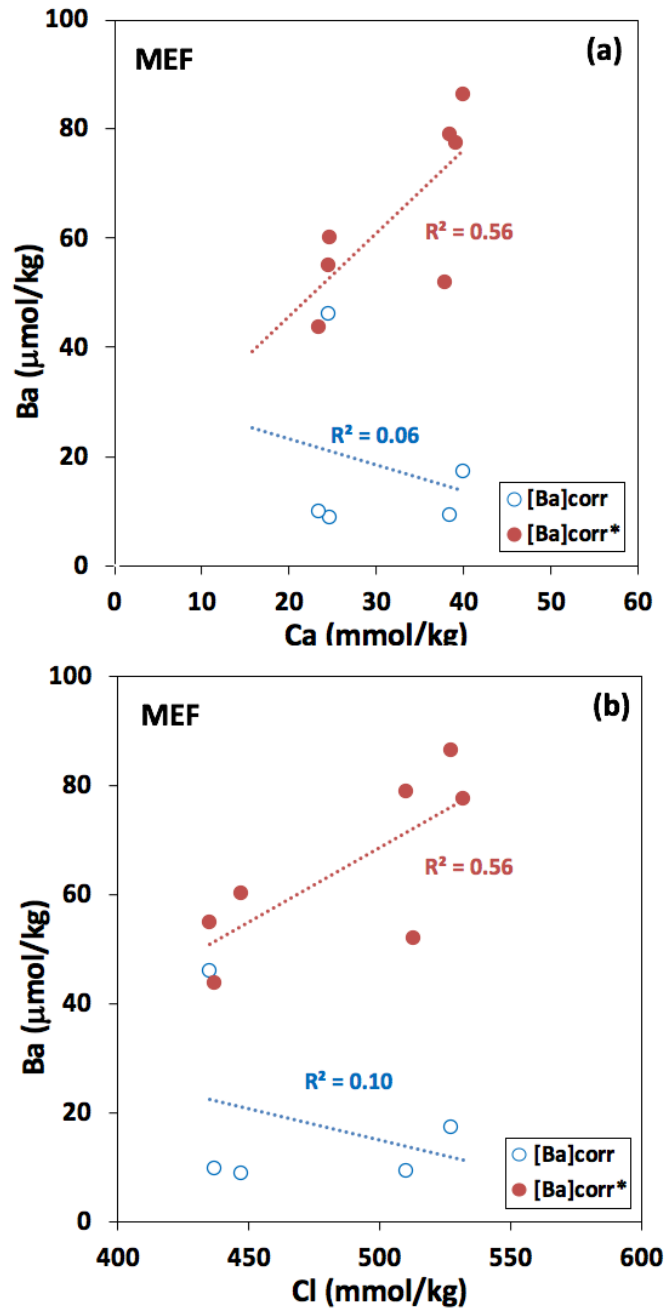 100
MEF
(a)
80
60
R² = 0.56
40
R² = 0.06
20
[Ba]corr
[Ba]corr*
0
Ba (μmol/kg)
0 10 20 30 40 50 60
Ca (mmol/kg)
100
MEF
(b)
80
60
R² = 0.56
40
R² = 0.10
20
[Ba]corr
[Ba]corr*
0
Ba (μmol/kg)
400 450 500 550 600
Cl (mmol/kg)